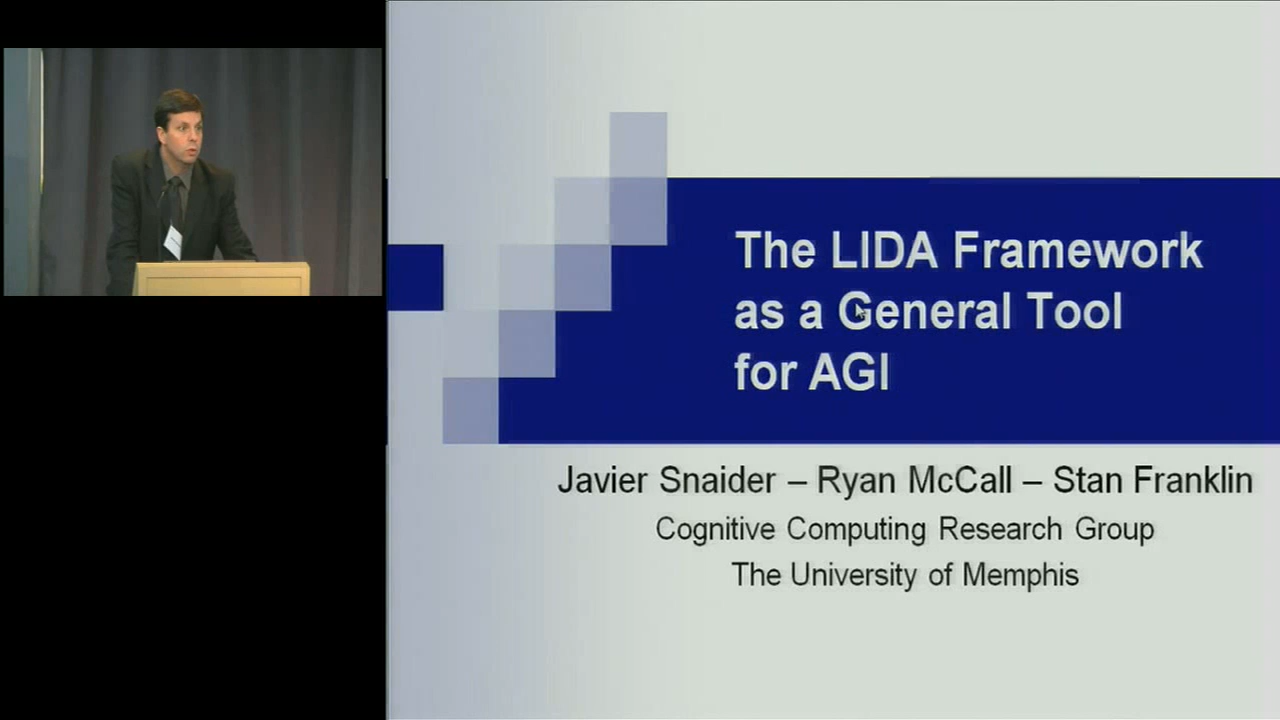 The LIDA Framework
as a General Tool
for AGI
Javier Snaider – Ryan McCall – Stan Franklin
Cognitive Computing Research Group
The University of Memphis